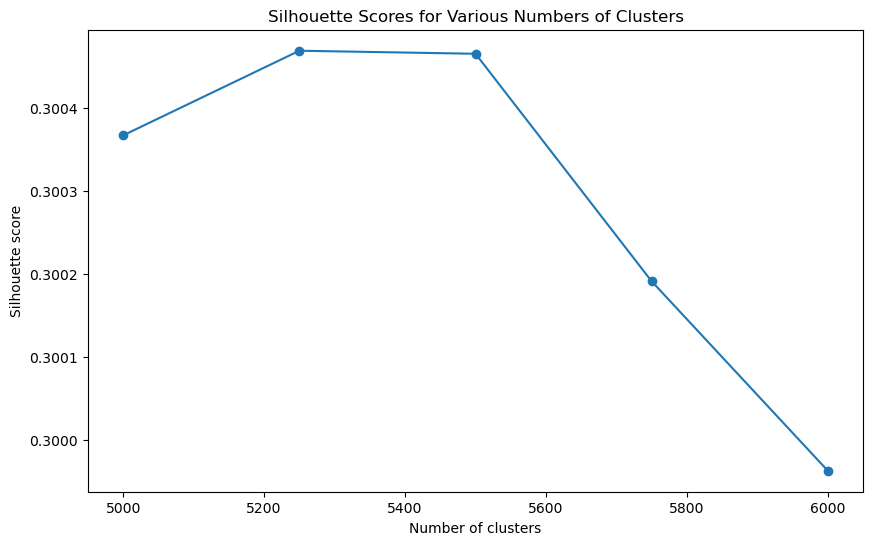 Silhouette Scores for Various Numbers of Clusters
0.3004
0.3003
0.3002
0.3001
0.3000
Silhouette score
5000 5200 5400 5600 5800 6000
Number of clusters